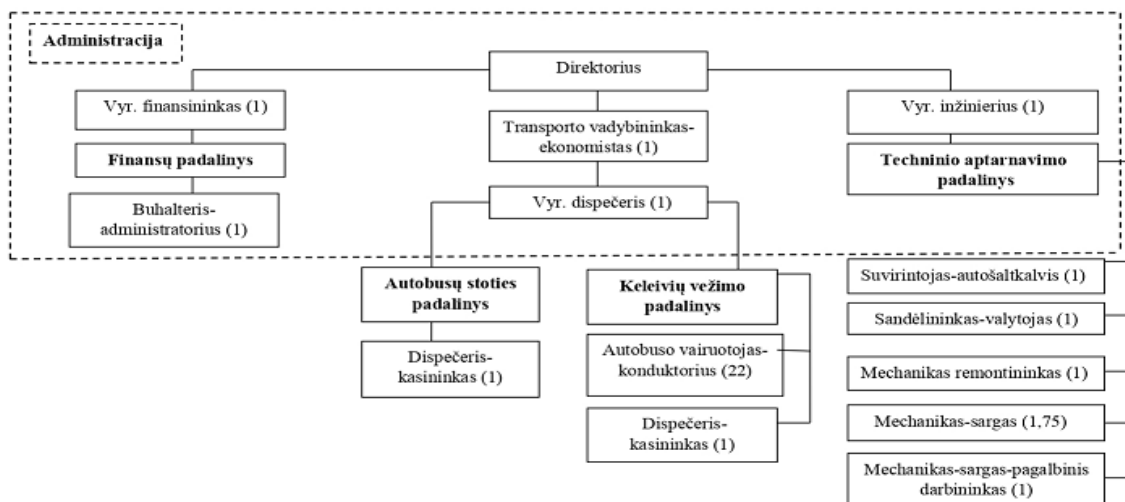 Administracija
Direktorius
Vyr. finansininkas (1)
Finansų padalinys
Buhalteris-
administratorius (1)
Transporto vadybininkas-
ekonomistas (1)
Vyr. dispečeris (1)
Vyr. inžinierius (1)
Techninio aptarnavimo
padalinys
Autobusų stoties
padalinys
Dispečeris-
kasininkas (1)
Keleivių vežimo
padalinys
Autobuso vairuotojas-
konduktorius (22)
Dispečeris-
kasininkas (1)
Suvirintojas-autošaltkalvis (1)
Sandėlininkas-valytojas (1)
Mechanikas remontininkas (1)
Mechanikas-sargas (1,75)
Mechanikas-sargas-pagalbinis
darbininkas (1)